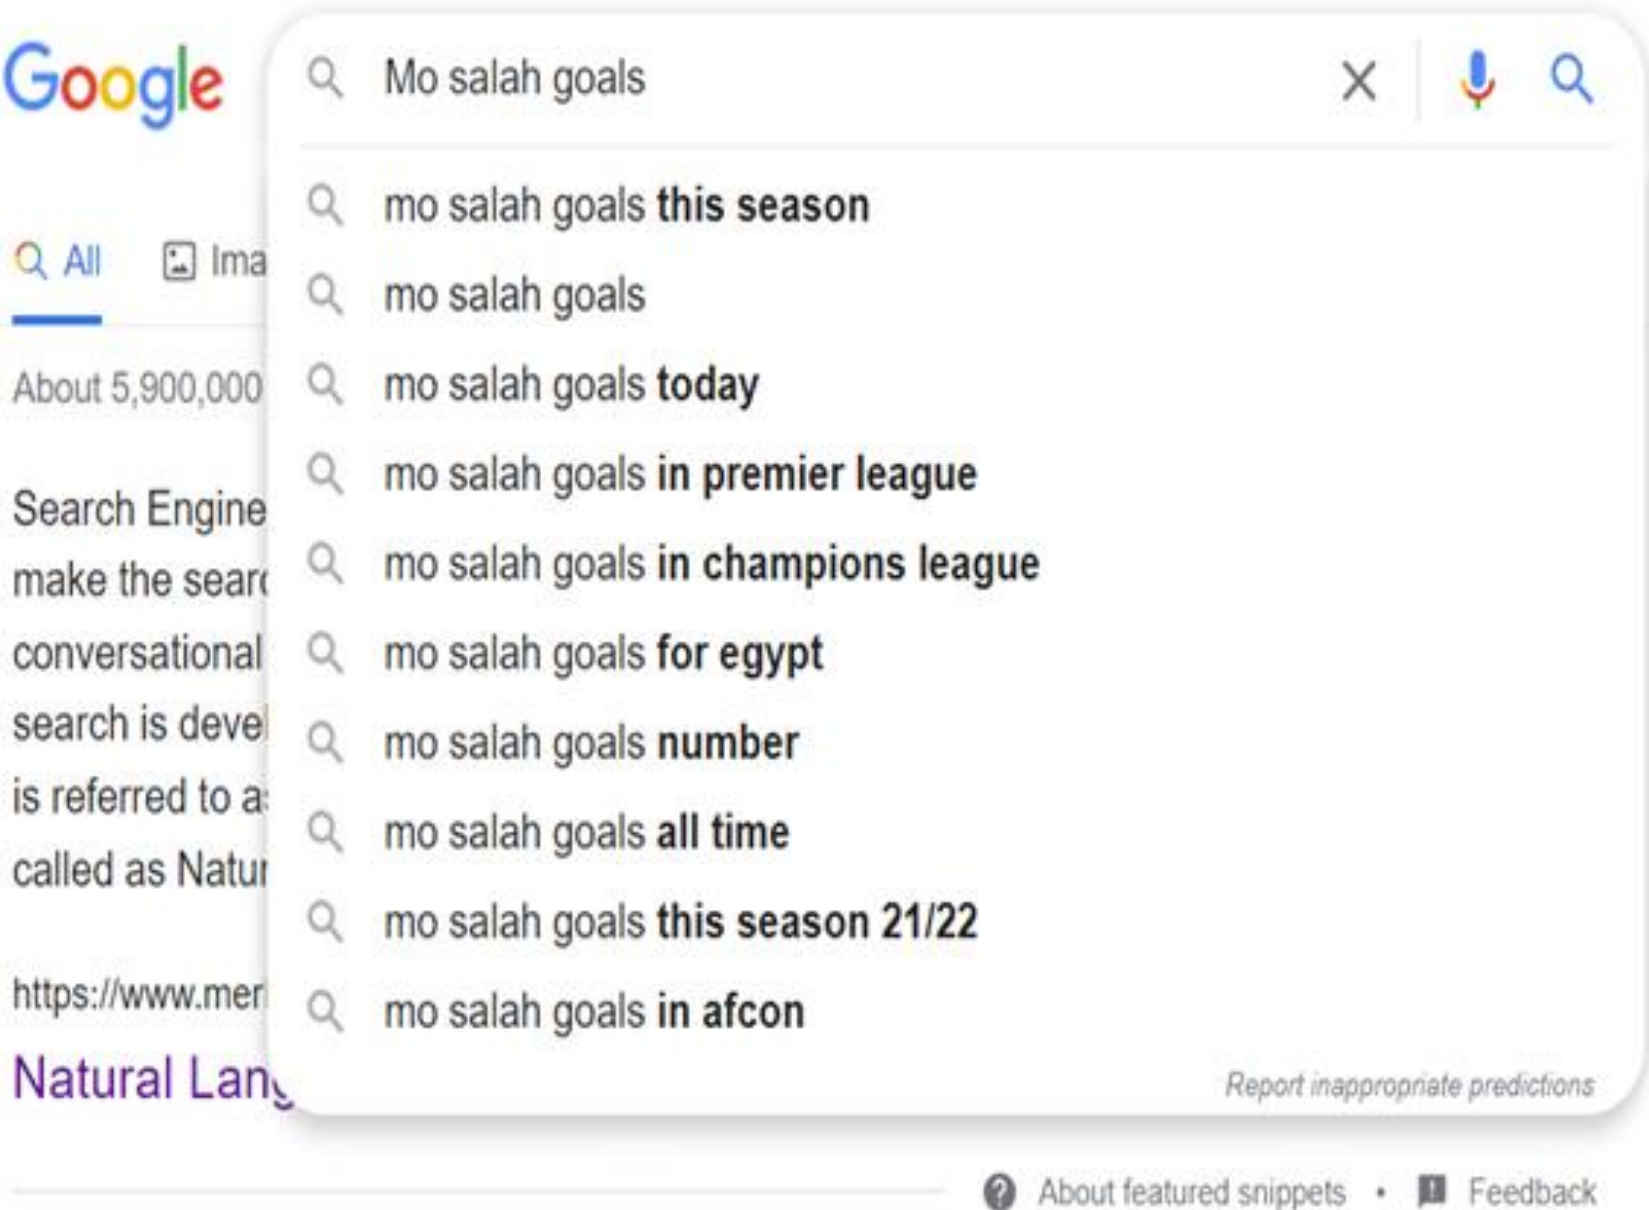 Google
Mo salah goals
mo salah goals this season
mo salah goals
mo salah goals today
mo salah goals in premier league
mo salah goals in champions league
mo salah goals for egypt
mo salah goals number
mo salah goals all time
mo salah goals this season 21/22
mo salah goals in afcon
Report inappropriate predictions
All Ima
About 5,900,000
Search Engine
make the sear
conversational
search is deve
is referred to a
called as Natu
https://www.mer
Natural Lang
About featured snippets • Feedback